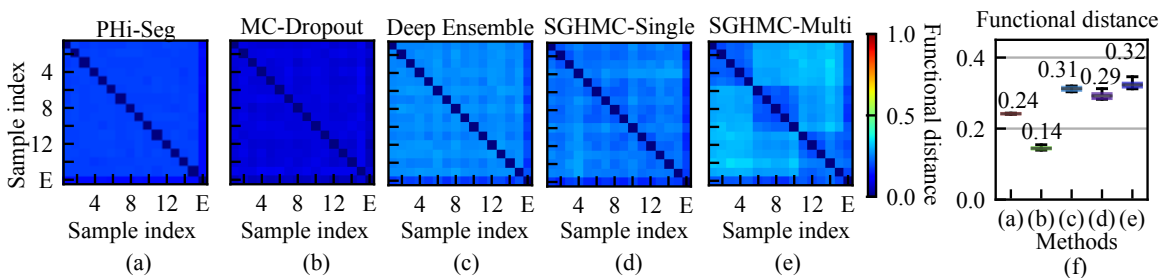 PHi-Seg MC-Dropout Deep Ensemble SGHMC-Single SGHMC-Multi Functional distance
Sample index
4
8
12
E
4 8 12 E
Sample index
(a)
4 8 12 E
Sample index
(b)
4 8 12 E
Sample index
(c)
4 8 12 E
Sample index
(d)
4 8 12 E
Sample index
(e)
1.0
0.5
0.0
Functional distance
0.4
0.2
0.0
0.24
0.14
0.31
0.29
0.32
(a) (b) (c) (d) (e)
Methods
(f)